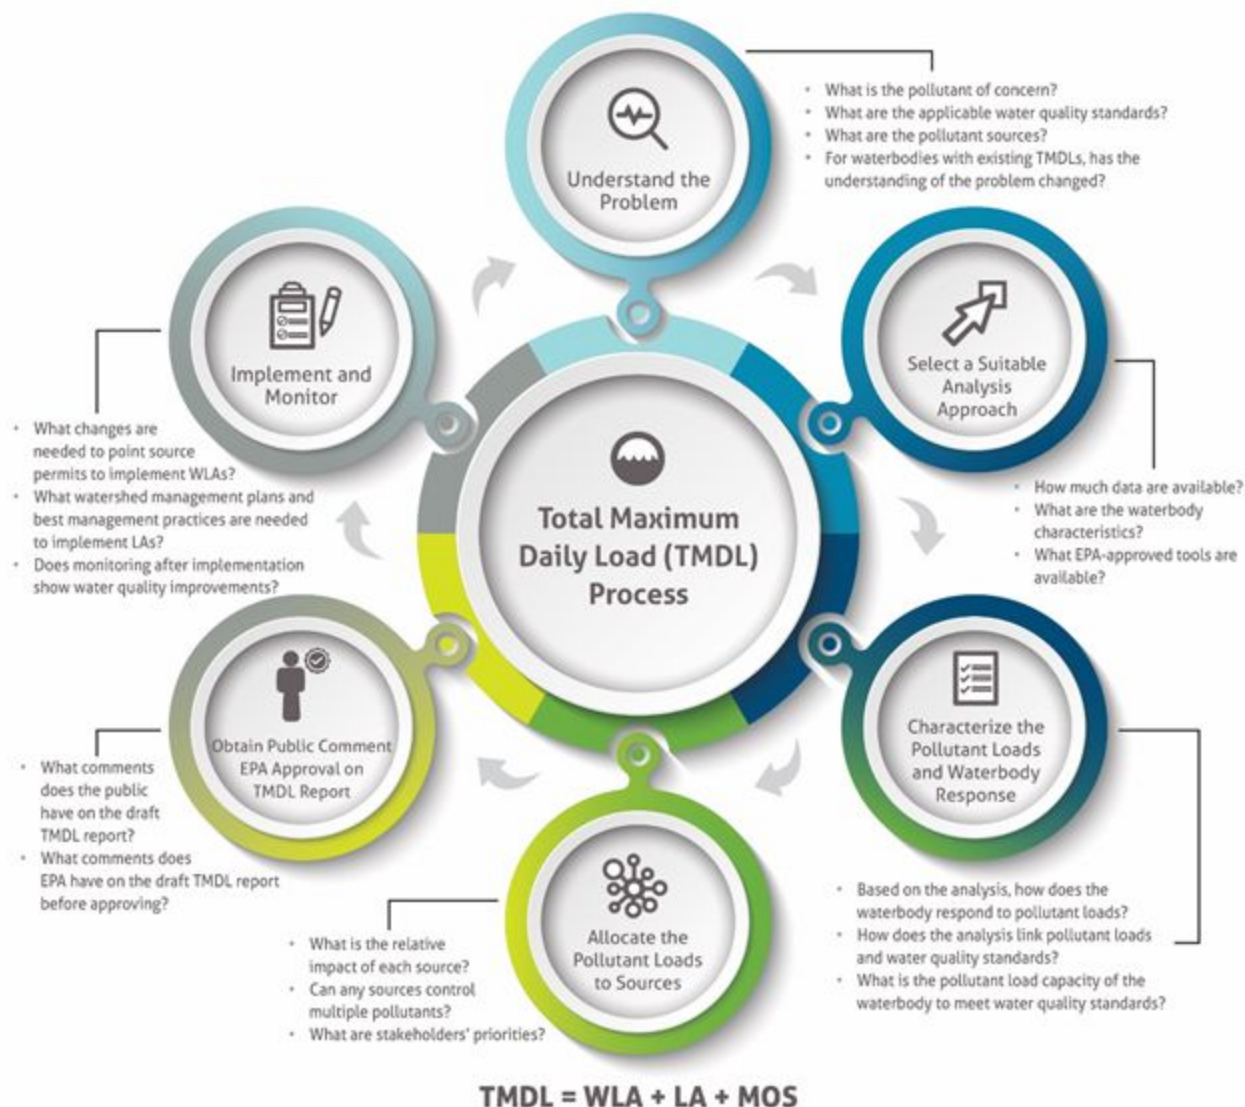 Understand the
Problem
• What is the pollutant of concern?
• What are the applicable water quality standards?
• What are the pollutant sources?
• For waterbodies with existing TMDLs, has the
understanding of the problem changed?
Select a Suitable
Analysis
Approach
• How much data are available?
• What are the waterbody
characteristics?
• What EPA-approved tools are
available?
Characterize the
Pollutant Loads
and Waterbody
Response
• Based on the analysis, how does the
waterbody respond to pollutant loads?
• How does the analysis link pollutant loads
and water quality standards?
• What is the pollutant load capacity of the
waterbody to meet water quality standards?
Allocate the
Pollutant Loads
to Sources
• What is the relative
impact of each source?
• Can any sources control
multiple pollutants?
• What are stakeholders' priorities?
Obtain Public Comment
EPA Approval on
TMDL Report
• What comments
does the public
have on the draft
TMDL report?
• What comments does
EPA have on the draft TMDL report
before approving?
Implement and
Monitor
• What changes are
needed to point source
permits to implement WLAs?
• What watershed management plans and
best management practices are needed
to implement LAs?
• Does monitoring after implementation
show water quality improvements?
Total Maximum
Daily Load (TMDL)
Process
TMDL = WLA + LA + MOS